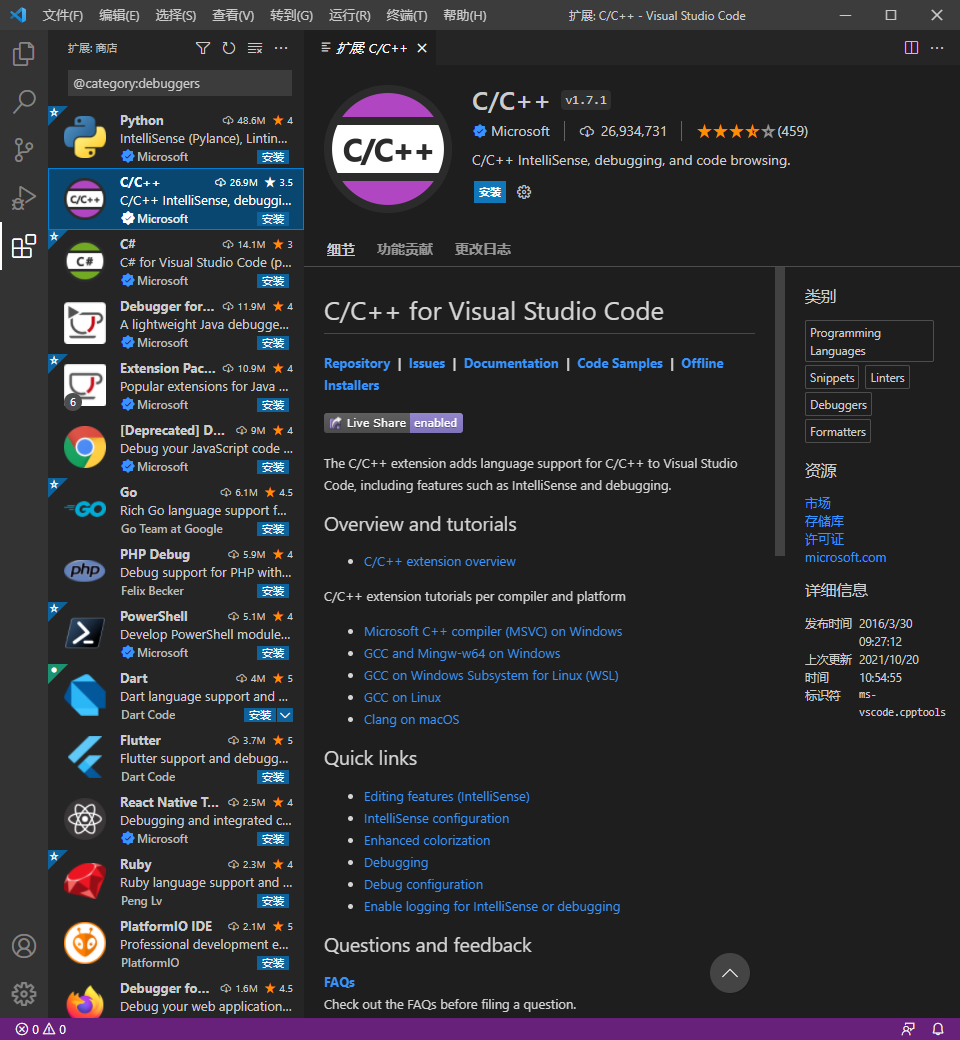 文件(F) 编辑(E) 选择(S) 查看(V) 转到(G) 运行(R) 终端(T) 帮助(H) 扩展: C/C++ - Visual Studio Code
扩展: 商店
@category:debuggers
Python 48.6M 4
IntelliSense (Pylance), Lintin...
Microsoft 安装
C/C++ 26.9M 3.5
C/C++ IntelliSense, debuggi...
Microsoft 安装
C# 14.1M 3
C# for Visual Studio Code (p...
Microsoft 安装
Debugger for... 11.9M 4
A lightweight Java debugge...
Microsoft 安装
Extension Pac... 10.9M 4
Popular extensions for Java ...
6
Microsoft 安装
[Deprecated] D... 9M 4
Debug your JavaScript code ...
Microsoft 安装
Go 6.1M 4.5
Rich Go language support f...
Go Team at Google 安装
PHP Debug 5.9M 4
Debug support for PHP with...
Felix Becker 安装
PowerShell 5.1M 4
Develop PowerShell module...
Microsoft 安装
Dart 4M 5
Dart language support and ...
Dart Code 安装
Flutter 3.7M 5
Flutter support and debugg...
Dart Code 安装
React Native T... 2.5M 4
Debugging and integrated c...
Microsoft 安装
Ruby 2.3M 4
Ruby language support and ...
Peng Lv 安装
PlatformIO IDE 2.1M 5
Professional development e...
PlatformIO 安装
Debugger fo... 1.6M 4.5
Debug your web application...
C/C++
C#
GO
php
扩展 C/C++
C/C++
C/C++ v1.7.1
Microsoft 26,934,731 (459)
C/C++ IntelliSense, debugging, and code browsing.
安装
细节 功能贡献 更改日志
C/C++ for Visual Studio Code
Repository | Issues | Documentation | Code Samples | Offline
Installers
Live Share enabled
The C/C++ extension adds language support for C/C++ to Visual Studio
Code, including features such as IntelliSense and debugging.
Overview and tutorials
• C/C++ extension overview
C/C++ extension tutorials per compiler and platform
• Microsoft C++ compiler (MSVC) on Windows
• GCC and Mingw-w64 on Windows
• GCC on Windows Subsystem for Linux (WSL)
• GCC on Linux
• Clang on macOS
Quick links
• Editing features (IntelliSense)
• IntelliSense configuration
• Enhanced colorization
• Debugging
• Debug configuration
• Enable logging for IntelliSense or debugging
Questions and feedback
FAQs
Check out the FAQs before filing a question.
类别
Programming
Languages
Snippets Linters
Debuggers
Formatters
资源
市场
存储库
许可证
microsoft.com
详细信息
发布时间 2016/3/30
09:27:12
上次更新 2021/10/20
时间 10:54:55
标识符 ms-
vscode.cpptools
0 0